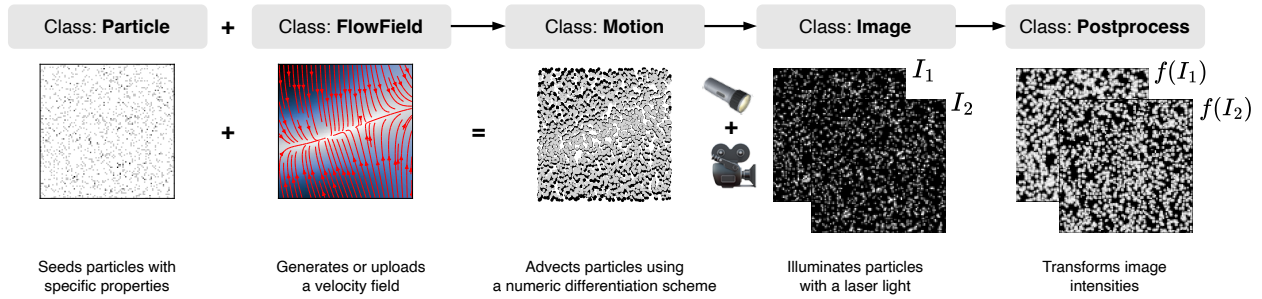 Class: Particle
+
Class: FlowField
Class: Motion
Class: Image
Class: Postprocess
+
=
+
I₁
I₂
f(I₁)
f(I₂)
Seeds particles with
specific properties
Generates or uploads
a velocity field
Advects particles using
a numeric differentiation scheme
Illuminates particles
with a laser light
Transforms image
intensities